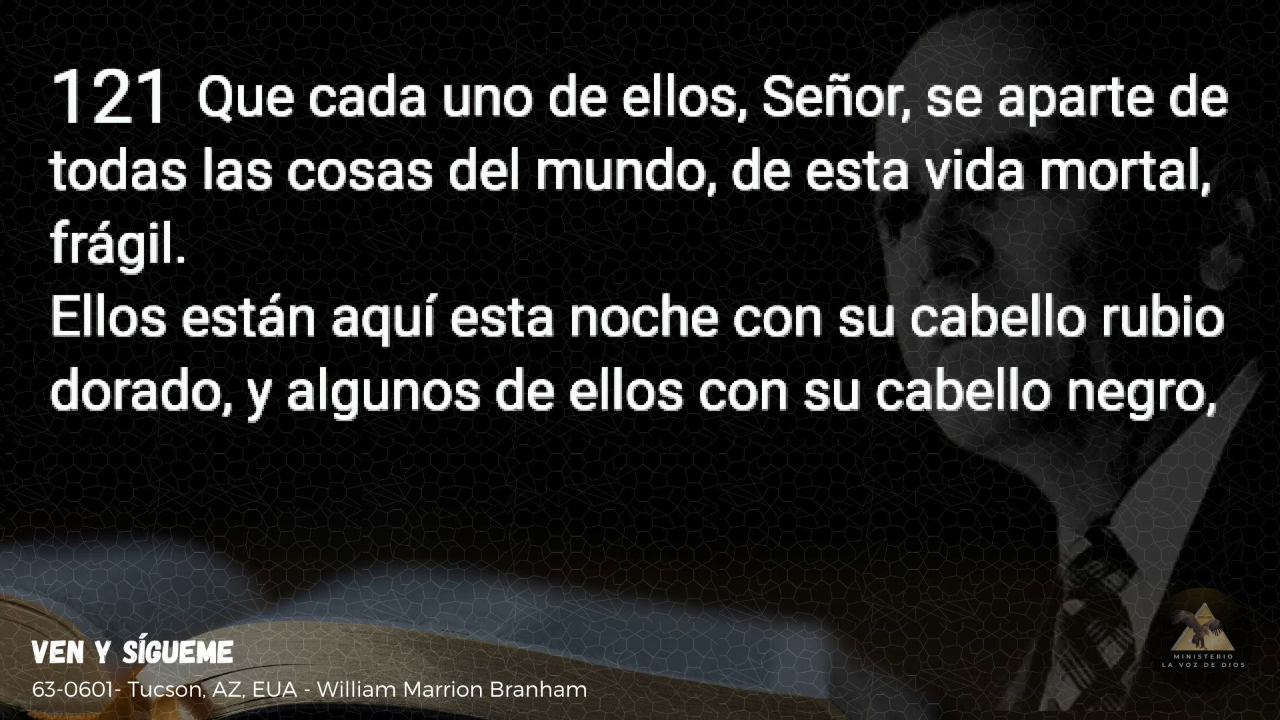 121 Que cada uno de ellos, Señor, se aparte de
todas las cosas del mundo, de esta vida mortal,
frágil.
Ellos están aquí esta noche con su cabello rubio
dorado, y algunos de ellos con su cabello negro,
VEN Y SÍGUEME
63-0601- Tucson, AZ, EUA - William Marrion Branham
MINISTERIO
LA VOZ DE DIOS